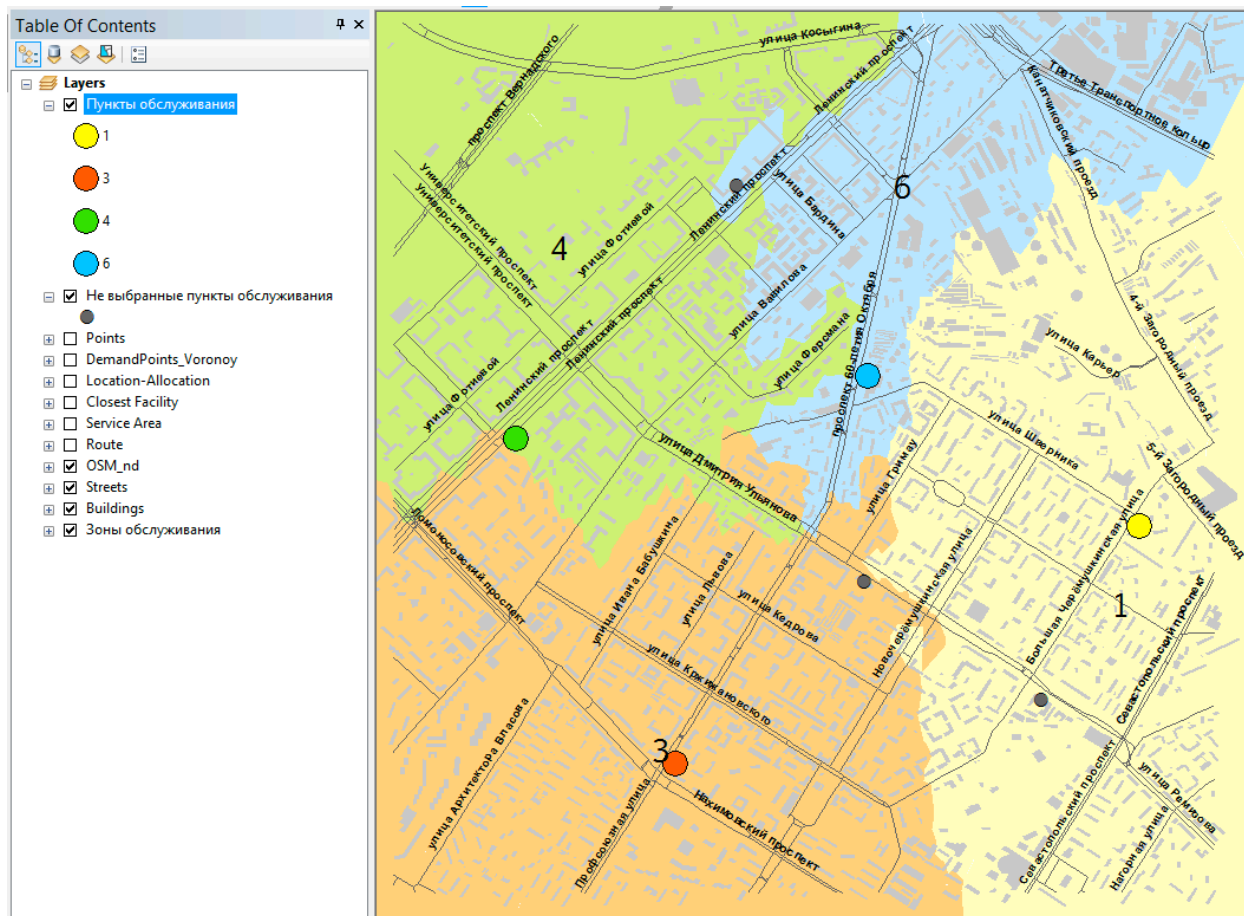 Table Of Contents
Layers
Пункты обслуживания
1
3
4
6
Не выбранные пункты обслуживания
Points
DemandPoints_Voronoy
Location-Allocation
Closest Facility
Service Area
Route
OSM_nd
Streets
Buildings
Зоны обслуживания
улица Косыгина
проспект Вернадского
Ленинский проспект
Третье Транспортное кольцо
Канатчиковский проезд
Университетский проспект
Университетский проспект
улица Бардина
6
улица Фотиевой
Ленинский проспект
4
улица Вавилова
4-й Загородный проезд
Ленинский проспект
улица Ферсмана
проспект 60-летия Октября
улица Карьер
улица Фотиевой
Ленинский проспект
улица Шверника
улица Дмитрия Ульянова
улица Гримау
5-й Загородный проезд
Ломоносовский проспект
улица Ивана Бабушкина
улица Львова
улица Кедрова
Новочерёмушкинская улица
Большая Черёмушкинская улица
1
Севастопольский проспект
улица Кржижановского
улица Архитектора Власова
3
Профсоюзная улица
Нахимовский проспект
Севастопольский проспект
улица Ремизова
Нагорная улица